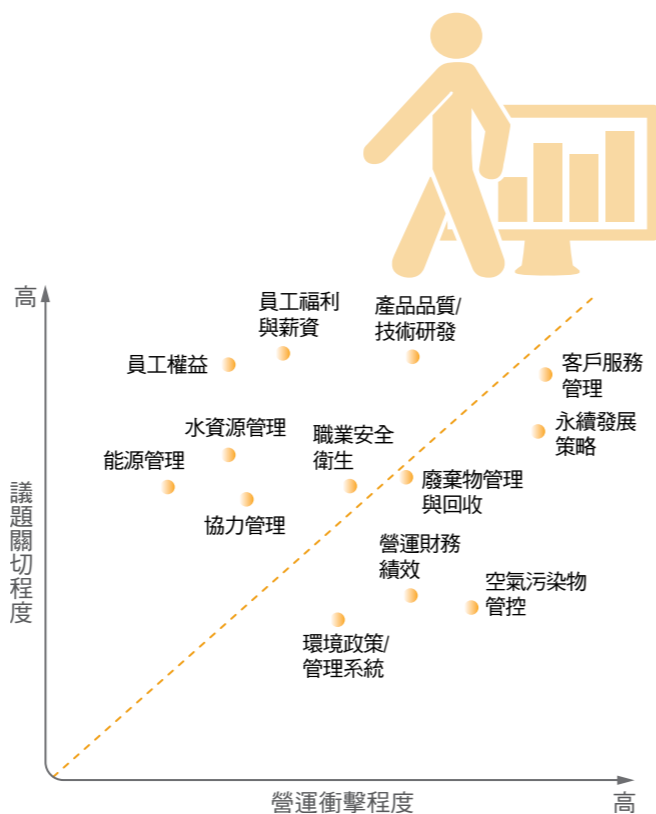 高
員工福利
與薪資
產品品質/
技術研發
員工權益
客戶服務
管理
水資源管理
職業安全
衛生
永續發展
策略
能源管理
廢棄物管理
與回收
協力管理
議題關切程度
營運財務
績效
空氣污染物
管控
環境政策/
管理系統
營運衝擊程度
高